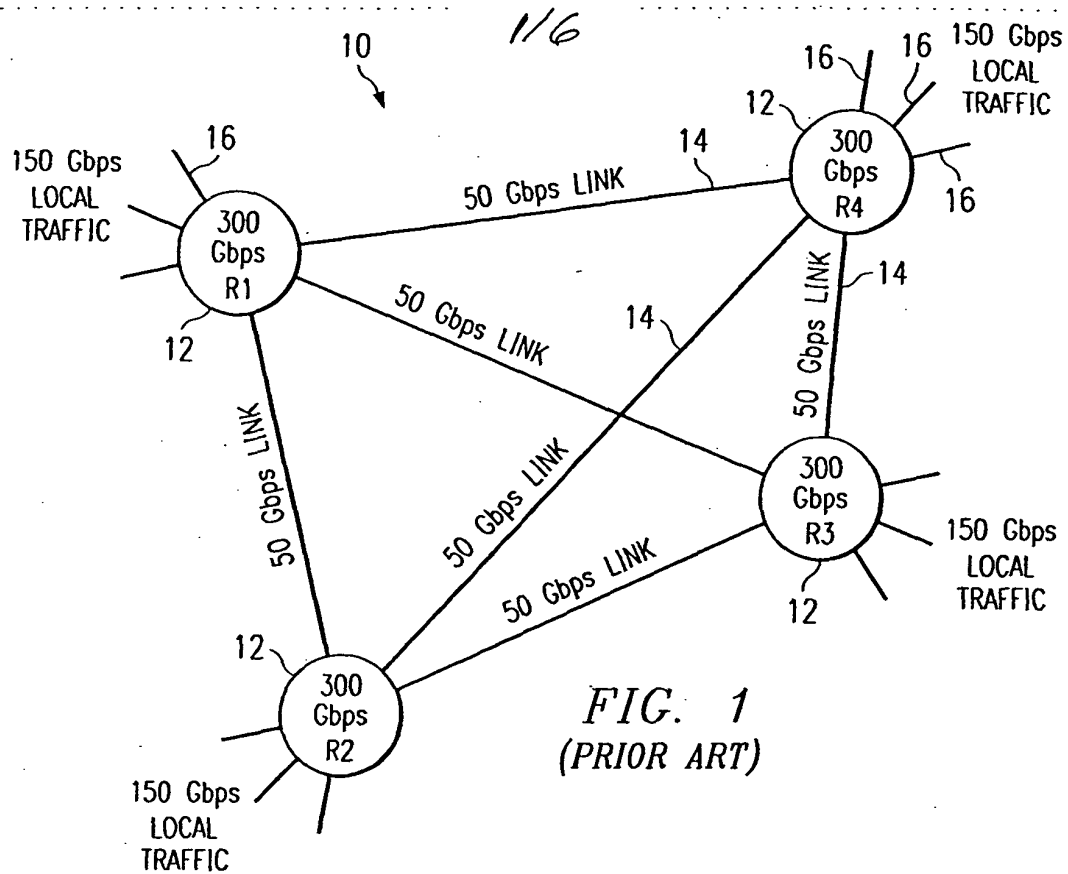 1/6
10
16
150 Gbps
LOCAL
TRAFFIC
300
Gbps
R1
12
50 Gbps LINK
14
12
16
16
150 Gbps
LOCAL
TRAFFIC
300
Gbps
R4
16
50 Gbps LINK
14
50 Gbps LINK
14
50 Gbps LINK
50 Gbps LINK
50 Gbps LINK
300
Gbps
R3
12
150 Gbps
LOCAL
TRAFFIC
12
300
Gbps
R2
150 Gbps
LOCAL
TRAFFIC
FIG. 1
(PRIOR ART)